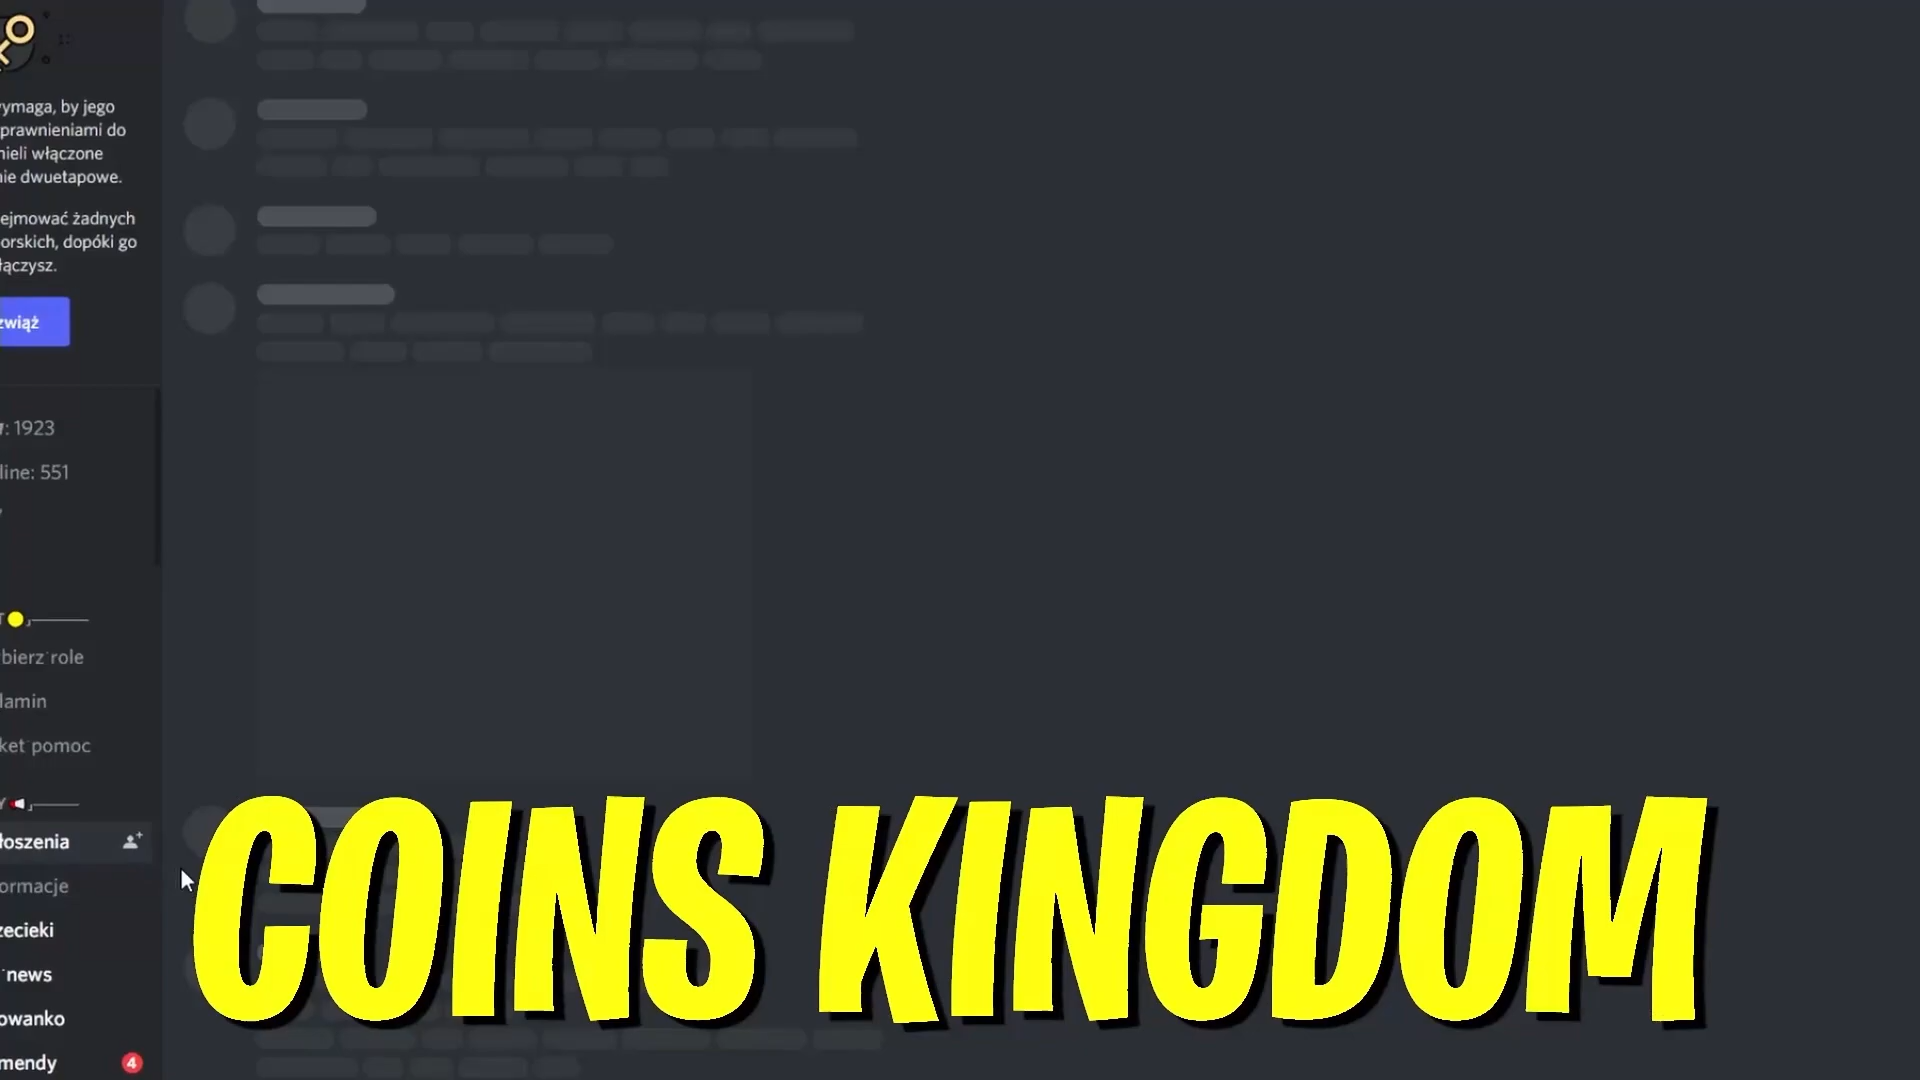 ymaga, by jego
prawnieniami do
nieli włączone
nie dwuetapowe.
ejmować żadnych
orskich, dopóki go
łączysz.
zwiąż
: 1923
line: 551
bierz role
lamin
ket pomoc
łoszenia
ormacje
zecieki
news
owanko
mendy
4
COINS KINGDOM